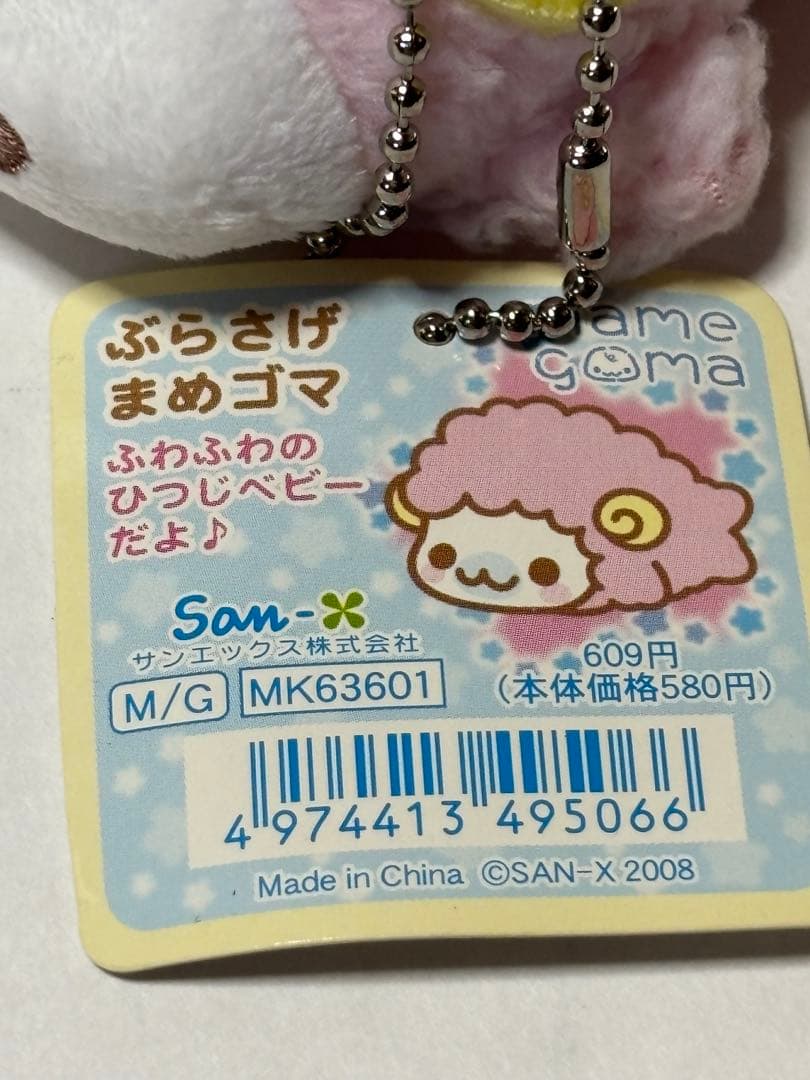 ぶらさげ
まめゴマ
ame
goma
ふわふわの
ひつじベビー
だよ♪
San-X
サンエックス株式会社
609円
(本体価格580円)
M/G
MK63601
4 974413 495066
Made in China ©SAN-X 2008